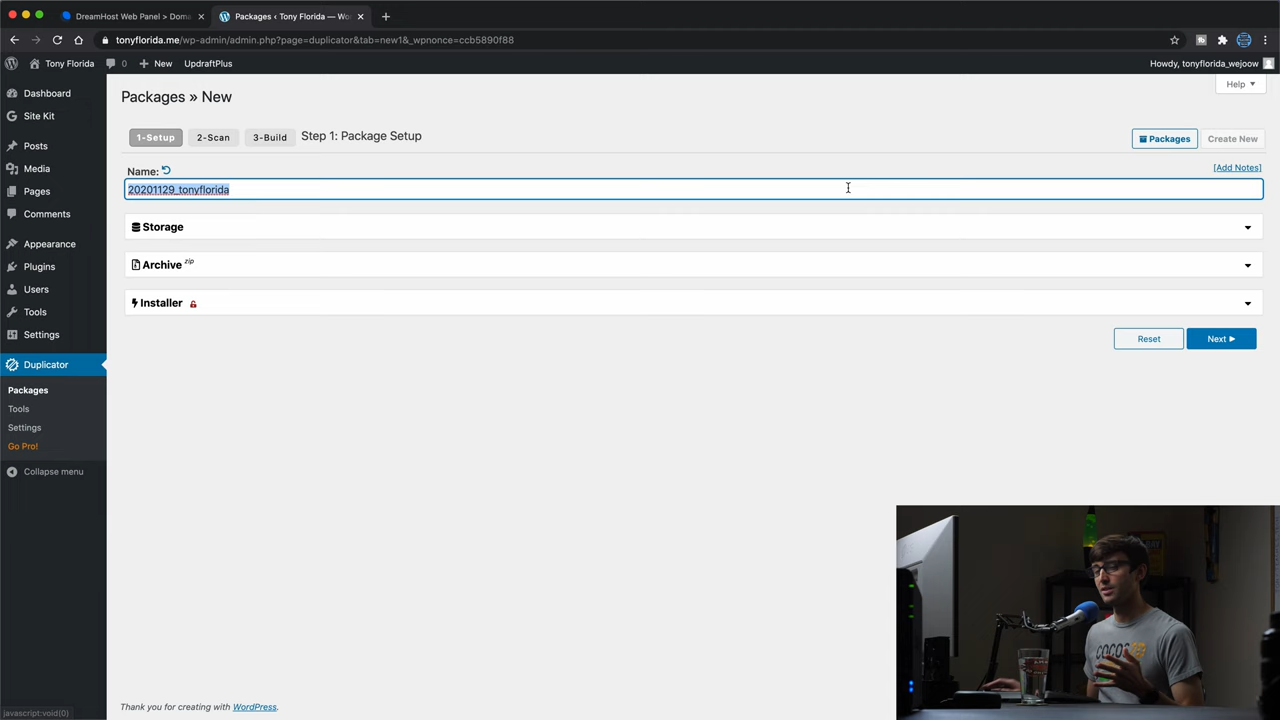 DreamHost Web Panel > Doma
Packages ‹ Tony Florida — Wo
tonyflorida.me/wp-admin/admin.php?page=duplicator&tab=new1&_wpnonce=ccb5890f88
Tony Florida
0
New
UpdraftPlus
Howdy, tonyflorida_wejoow
Dashboard
Site Kit
Posts
Media
Pages
Comments
Appearance
Plugins
Users
Tools
Settings
Duplicator
Packages
Tools
Settings
Go Pro!
Collapse menu
Help
Packages » New
1-Setup
2-Scan
3-Build
Step 1: Package Setup
Packages
Create New
Name:
[Add Notes]
20201129_tonyflorida
Storage
Archive zip
Installer
Reset
Next
Thank you for creating with WordPress.
javascript:void(0)